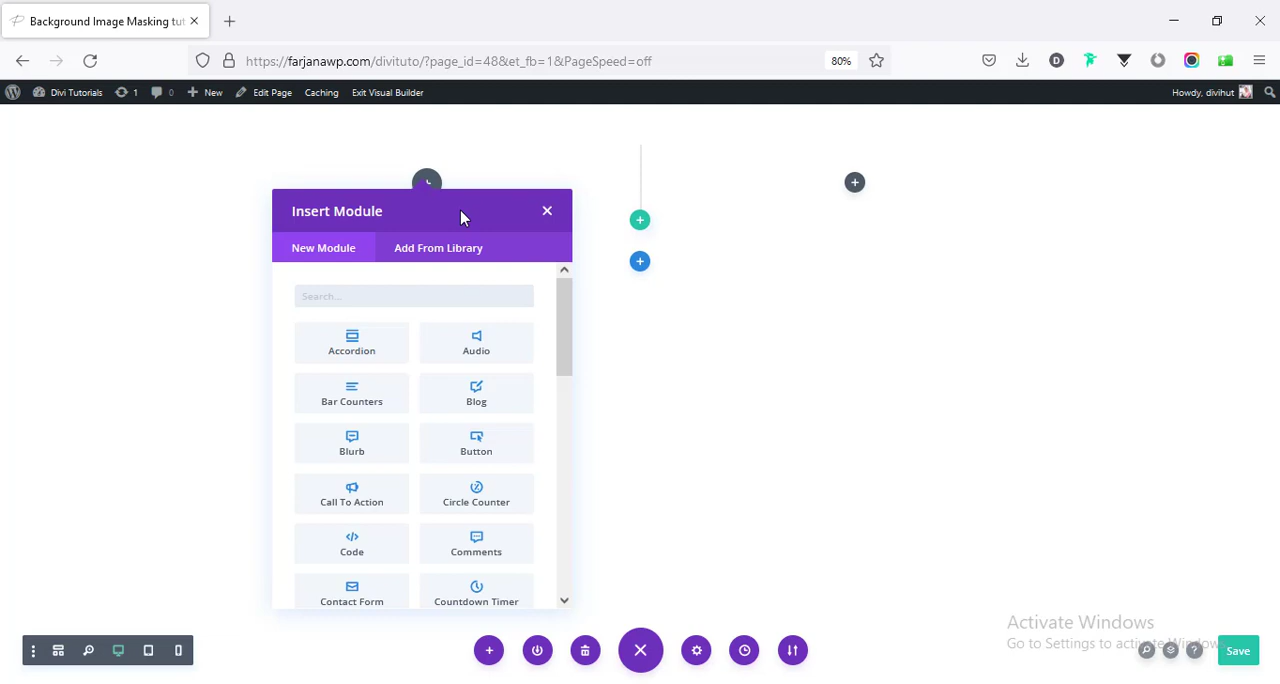 Background Image Masking tut
https://farjanawp.com/divituto/?page_id=48&et_fb=1&PageSpeed=off
80%
Divi Tutorials
1
0
New
Edit Page
Caching
Exit Visual Builder
Howdy, divihut
Insert Module
New Module
Add From Library
Search...
Accordion
Audio
Bar Counters
Blog
Blurb
Button
Call To Action
Circle Counter
Code
Comments
Contact Form
Countdown Timer
Activate Windows
Go to Settings to activate Windows.
Save